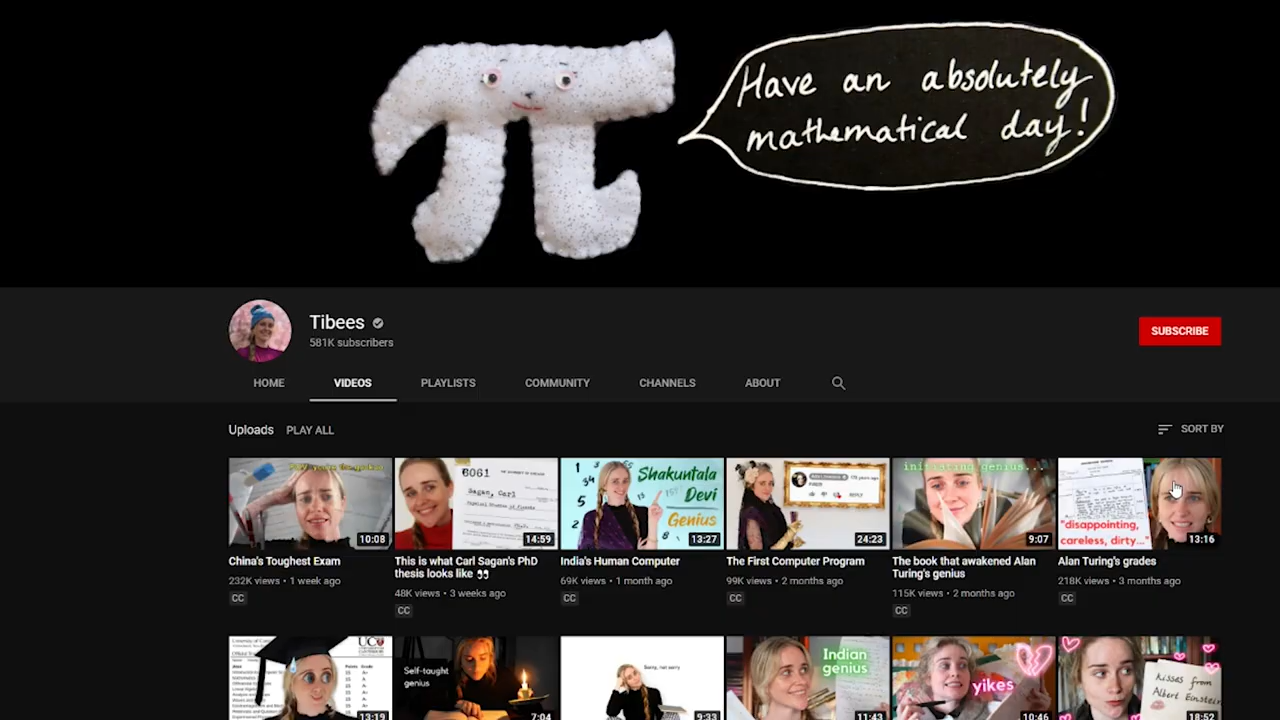 Have an absolutely
mathematical day!
Tibees
581K subscribers
SUBSCRIBE
HOME
VIDEOS
PLAYLISTS
COMMUNITY
CHANNELS
ABOUT
Uploads
PLAY ALL
SORT BY
10:08
6061
Sagan, Carl
14:59
Shakuntala
Devi
Genius
13:27
REPLY
24:23
initiating genius...
9:07
"disappointing,
careless, dirty..."
13:16
China's Toughest Exam
232K views • 1 week ago
CC
This is what Carl Sagan's PhD
thesis looks like
48K views • 3 weeks ago
CC
India's Human Computer
69K views • 1 month ago
CC
The First Computer Program
99K views • 2 months ago
CC
The book that awakened Alan
Turing's genius
115K views • 2 months ago
CC
Alan Turing's grades
218K views • 3 months ago
CC
UC
13:19
Self-taught
genius
7:04
Sorry, not sorry
9:33
Indian
genius
11:43
yikes
10:46
Kisses from
Albert Einstein
18:52